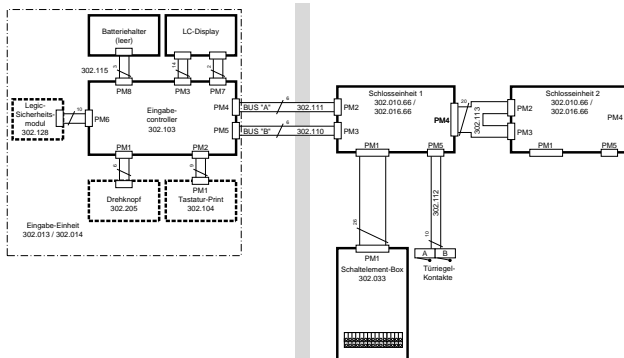 Batteriehalter
(leer)
LC-Display
302.115
3
14
2
PM8
PM3
PM7
Legic-
Sicherheits-
modul
302.128
10
PM6
Eingabe-
controller
302.103
PM4
PM5
BUS "A"
6
302.111
BUS "B"
6
302.110
PM1
PM2
6
9
PM1
Drehknopf
302.205
Tastatur-Print
302.104
Eingabe-Einheit
302.013 / 302.014
Schlosseinheit 1
302.010.66 /
302.016.66
PM2
PM3
PM4
PM1
PM5
20
302.113
Schlosseinheit 2
302.010.66 /
302.016.66
PM2
PM3
PM4
PM1
PM5
26
302.112
10
A
B
PM1
Schaltelement-Box
302.033
Türriegel-
Kontakte